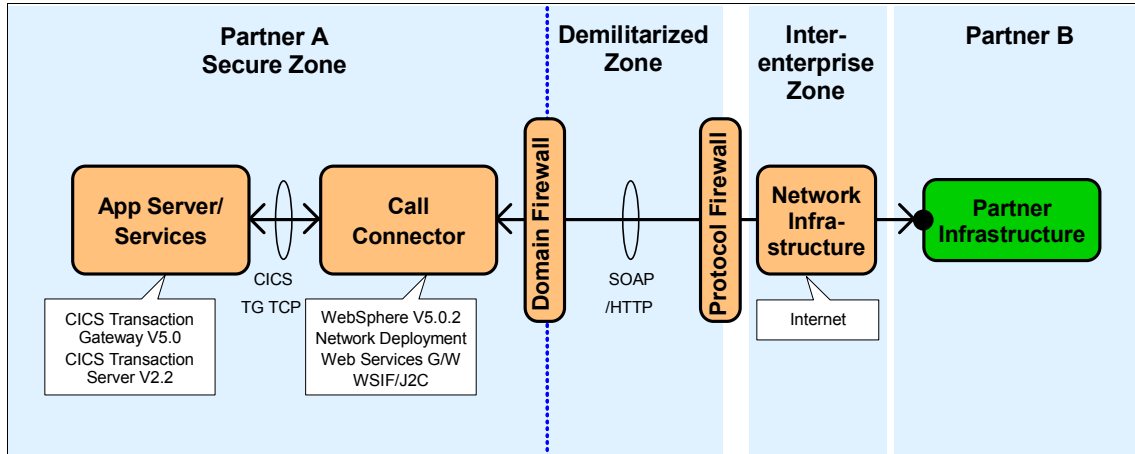 Partner A
Secure Zone
Demilitarized
Zone
Inter-
enterprise
Zone
Partner B
App Server/
Services
Call
Connector
Domain Firewall
Protocol Firewall
Network
Infra-
structure
Partner
Infrastructure
CICS
TG TCP
SOAP
/HTTP
CICS Transaction
Gateway V5.0
CICS Transaction
Server V2.2
WebSphere V5.0.2
Network Deployment
Web Services G/W
WSIF/J2C
Internet